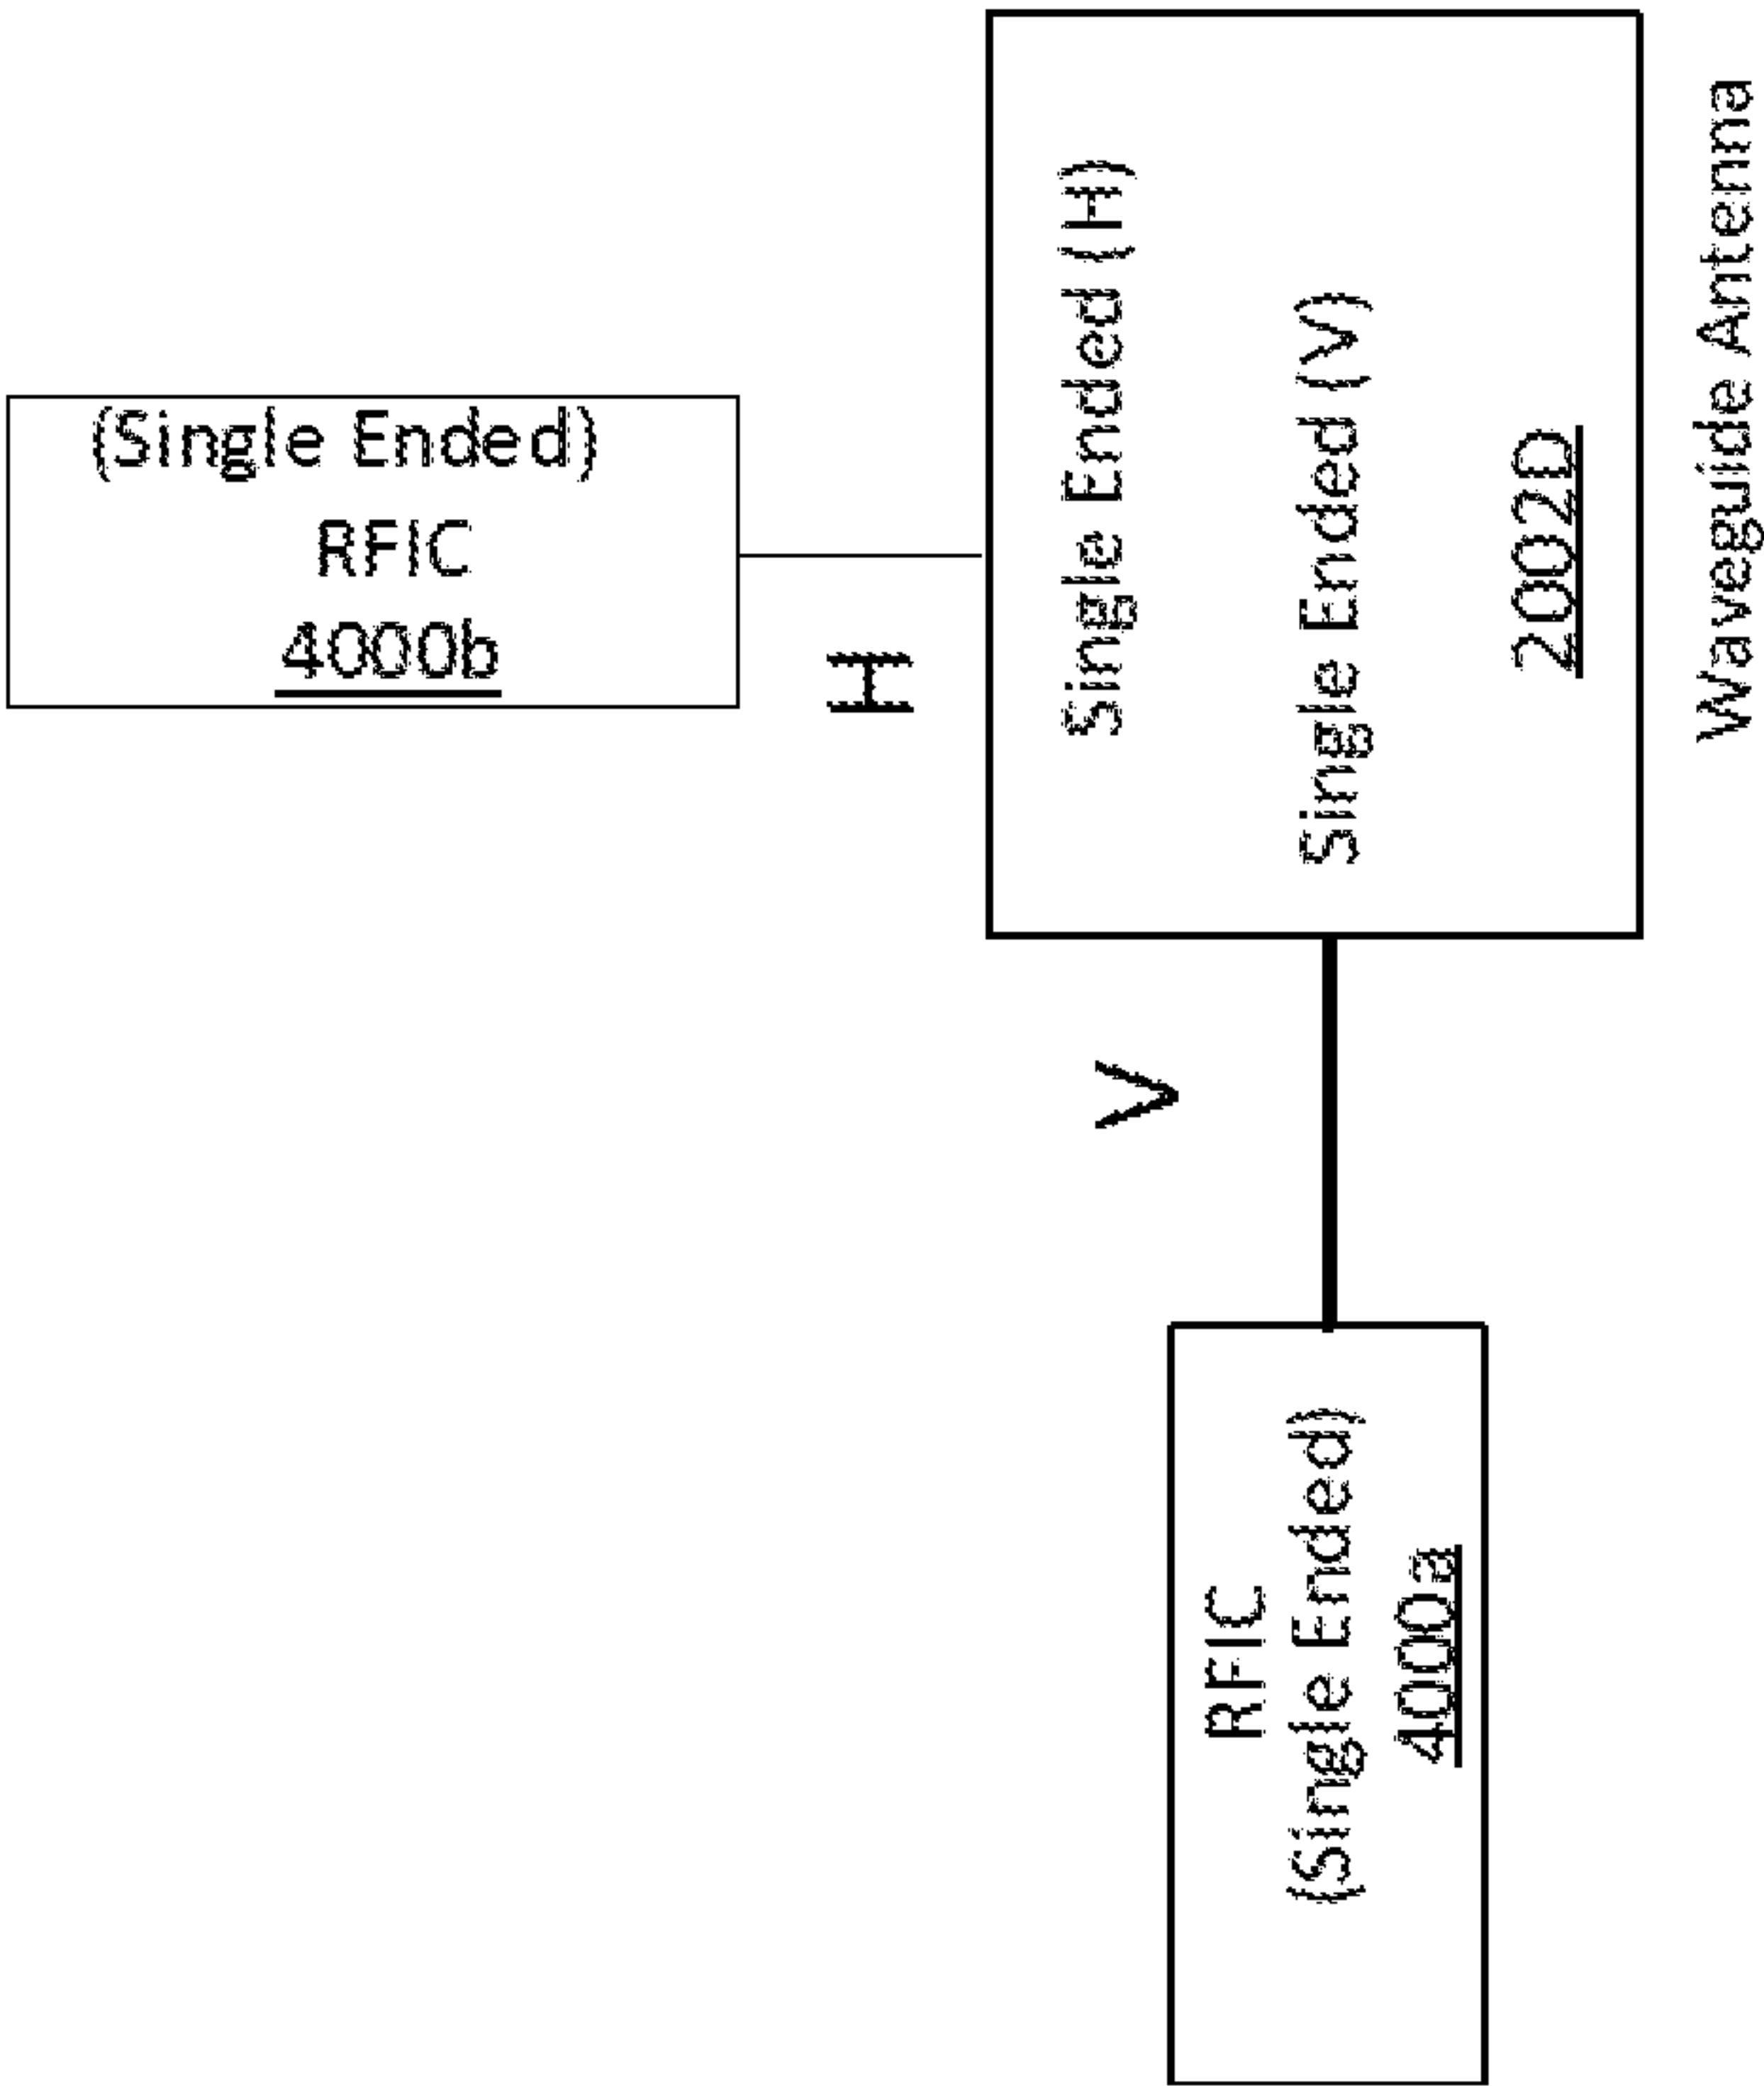 (Single Ended)
RFIC
4000b
H
Single Ended (H)
Single Ended (V)
2002D
Waveguide Antenna
V
RFIC
(Single Ended)
4000a